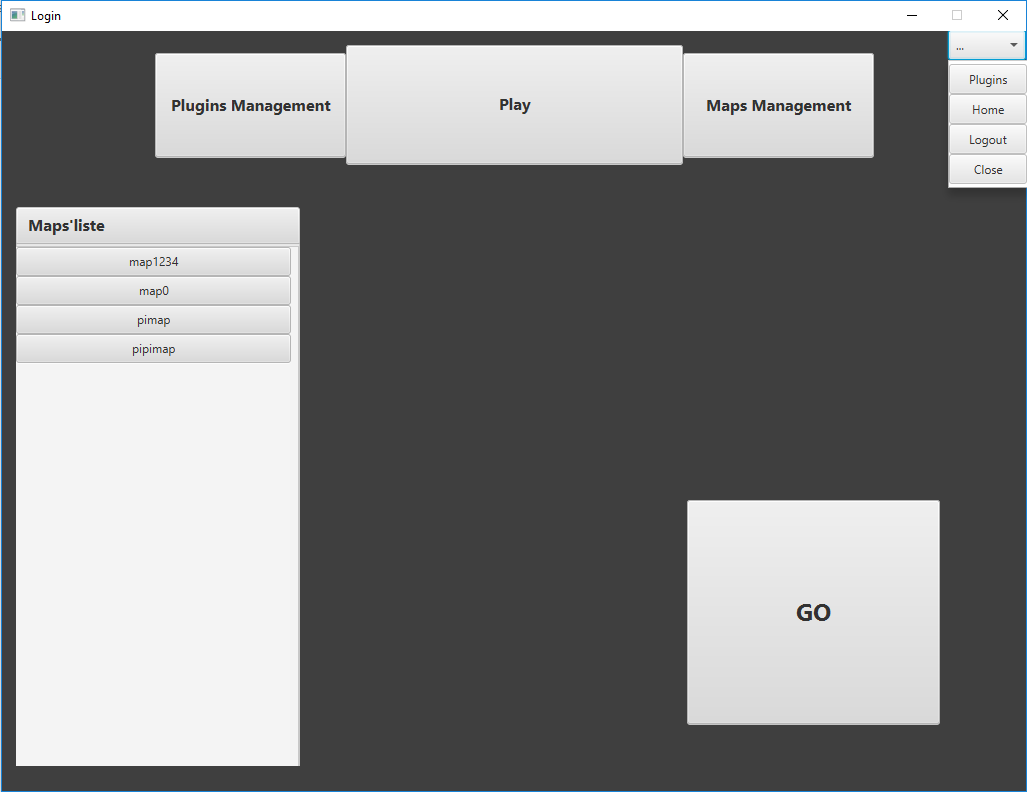 Login
...
Plugins Management
Play
Maps Management
Plugins
Home
Logout
Close
Maps'liste
map1234
map0
pimap
pipimap
GO